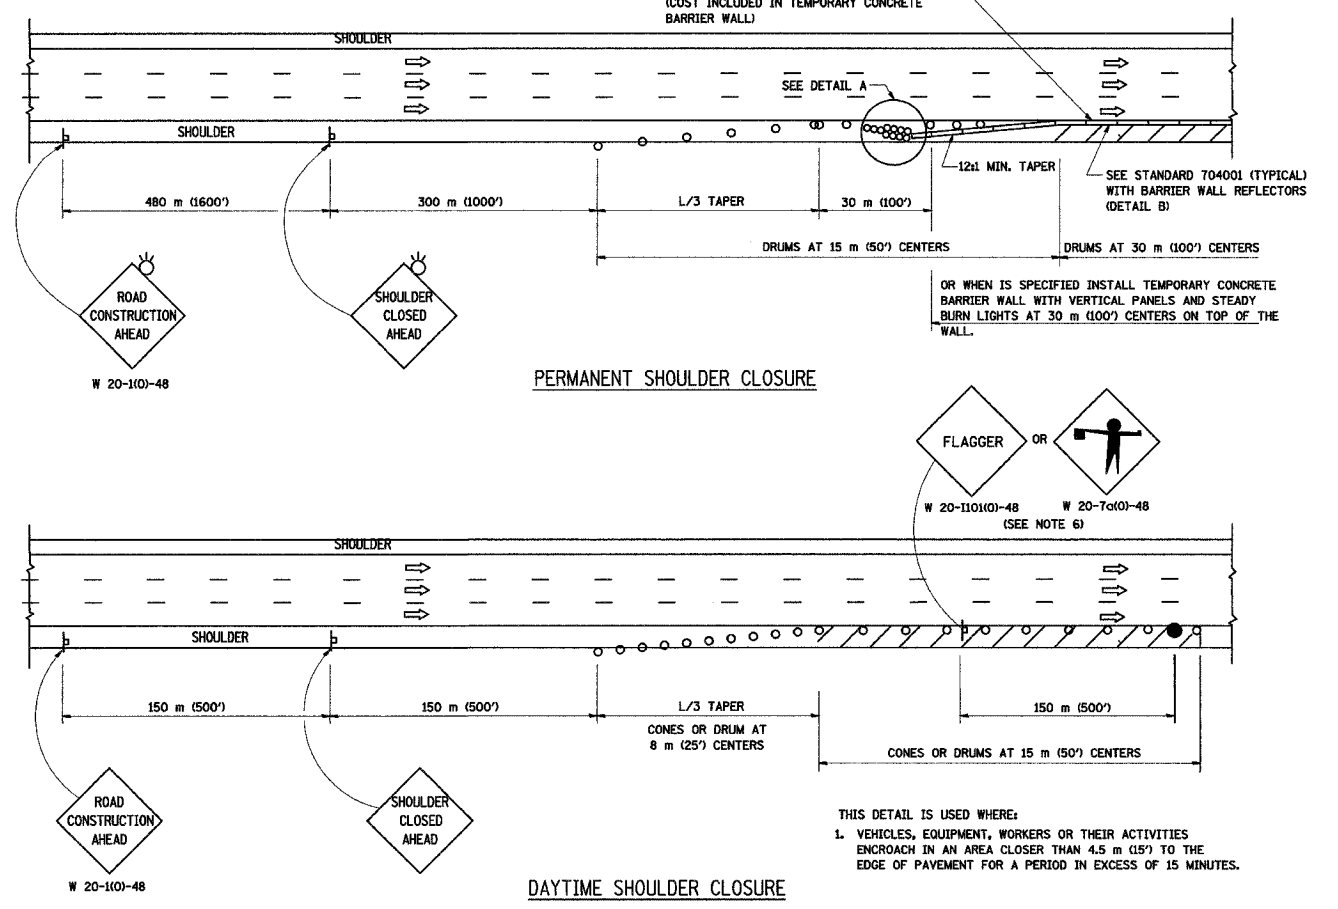 (COST INCLUDED IN TEMPORARY CONCRETE
BARRIER WALL)
SHOULDER
SEE DETAIL A
SHOULDER
12:1 MIN. TAPER
SEE STANDARD 704001 (TYPICAL)
WITH BARRIER WALL REFLECTORS
(DETAIL B)
480 m (1600')
300 m (1000')
L/3 TAPER
30 m (100')
DRUMS AT 15 m (50') CENTERS
DRUMS AT 30 m (100') CENTERS
ROAD
CONSTRUCTION
AHEAD
W 20-1(O)-48
SHOULDER
CLOSED
AHEAD
OR WHEN IS SPECIFIED INSTALL TEMPORARY CONCRETE
BARRIER WALL WITH VERTICAL PANELS AND STEADY
BURN LIGHTS AT 30 m (100') CENTERS ON TOP OF THE
WALL.
PERMANENT SHOULDER CLOSURE
FLAGGER
OR
W 20-I101(O)-48
W 20-7a(O)-48
(SEE NOTE 6)
SHOULDER
SHOULDER
150 m (500')
150 m (500')
L/3 TAPER
CONES OR DRUM AT
8 m (25') CENTERS
150 m (500')
CONES OR DRUMS AT 15 m (50') CENTERS
ROAD
CONSTRUCTION
AHEAD
W 20-1(O)-48
SHOULDER
CLOSED
AHEAD
THIS DETAIL IS USED WHERE:
1. VEHICLES, EQUIPMENT, WORKERS OR THEIR ACTIVITIES
ENCROACH IN AN AREA CLOSER THAN 4.5 m (15') TO THE
EDGE OF PAVEMENT FOR A PERIOD IN EXCESS OF 15 MINUTES.
DAYTIME SHOULDER CLOSURE